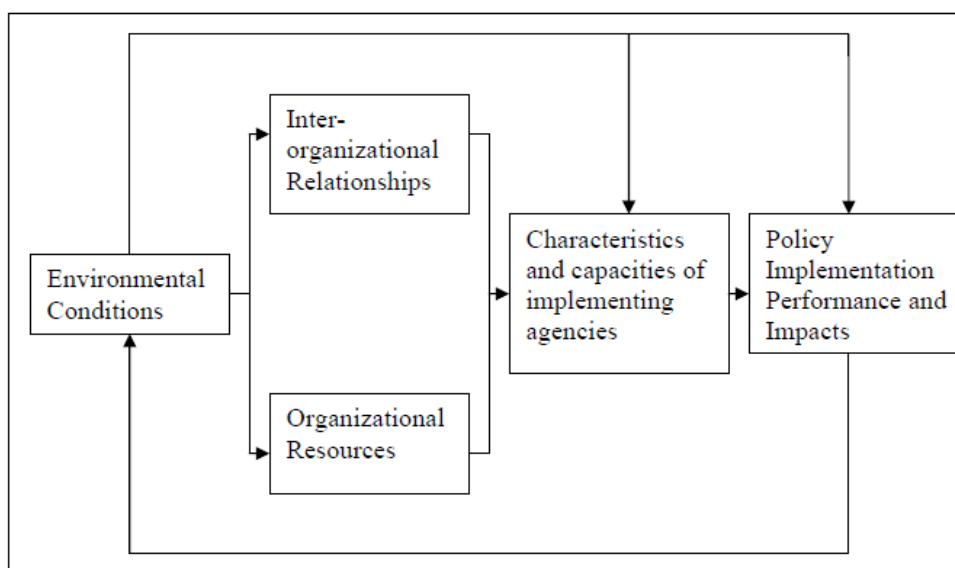 Inter-
organizational
Relationships
Environmental
Conditions
Organizational
Resources
Characteristics
and capacities of
implementing
agencies
Policy
Implementation
Performance and
Impacts